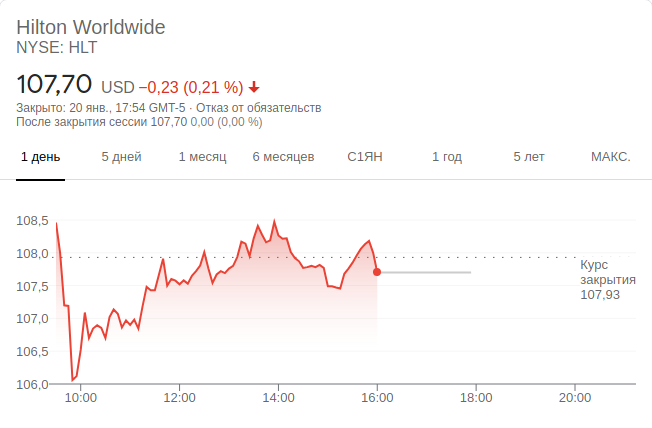 Hilton Worldwide
NYSE: HLT
107,70 USD −0,23 (0,21 %)
Закрыто: 20 янв., 17:54 GMT-5 · Отказ от обязательств
После закрытия сессии 107,70 0,00 (0,00 %)
1 день 5 дней 1 месяц 6 месяцев С1ЯН 1 год 5 лет МАКС.
108,5
108,0
Курс
закрытия
107,93
107,5
107,0
106,5
106,0
10:00 12:00 14:00 16:00 18:00 20:00